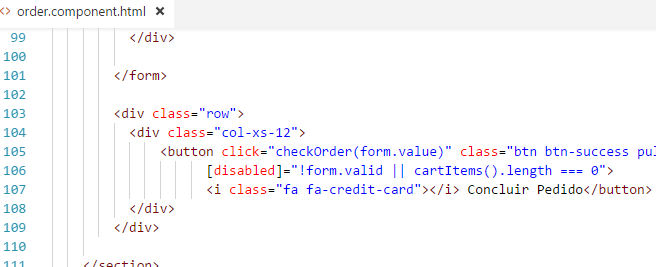 <> order.component.html ×
99 </div>
100
101 </form>
102
103 <div class="row">
104 <div class="col-xs-12">
105 <button click="checkOrder(form.value)" class="btn btn-success
106 [disabled]="!form.valid || cartItems().length === 0">
107 <i class="fa fa-credit-card"></i> Concluir Pedido</button>
108 </div>
109 </div>
110
111 </section>